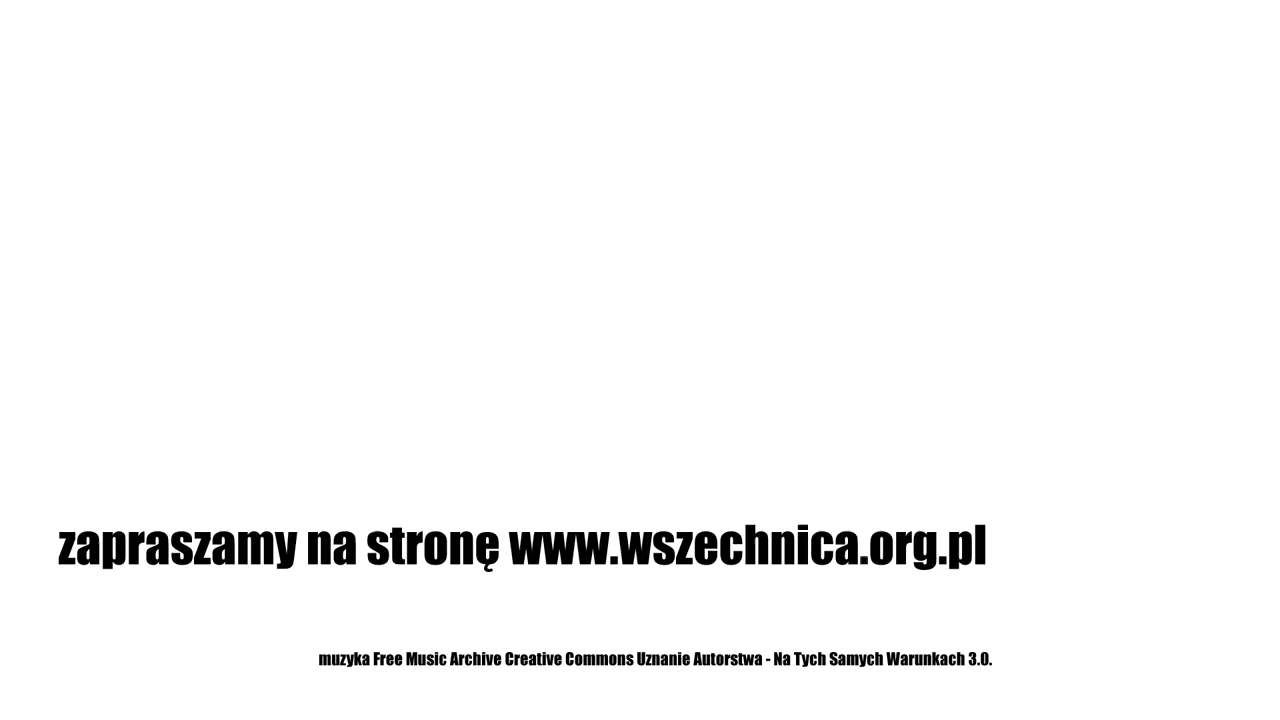 zapraszamy na stronę www.wszechnica.org.pl
muzyka Free Music Archive Creative Commons Uznanie Autorstwa - Na Tych Samych Warunkach 3.0.